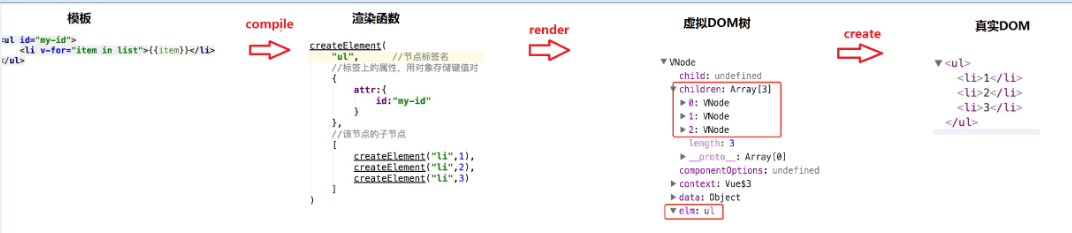 模板
<ul id="my-id">
<li v-for="item in list">{{item}}</li>
</ul>
compile
渲染函数
createElement(
"ul", //节点标签名
//标签上的属性，用对象存储键值对
{
attr:{
id:"my-id"
}
},
//该节点的子节点
[
createElement("li",1),
createElement("li",2),
createElement("li",3)
]
)
render
虚拟DOM树
VNode
child: undefined
children: Array[3]
0: VNode
1: VNode
2: VNode
length: 3
__proto__: Array[0]
componentOptions: undefined
context: Vue$3
data: Object
elm: ul
create
真实DOM
<ul>
<li>1</li>
<li>2</li>
<li>3</li>
</ul>